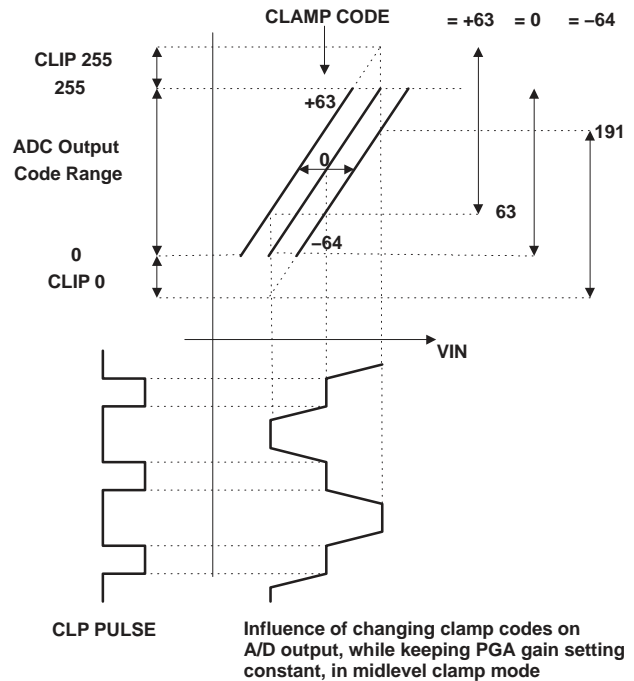 CLAMP CODE
= +63 = 0 = −64
CLIP 255
255
+63
191
ADC Output
Code Range
0
63
−64
0
CLIP 0
VIN
CLP PULSE
Influence of changing clamp codes on
A/D output, while keeping PGA gain setting
constant, in midlevel clamp mode